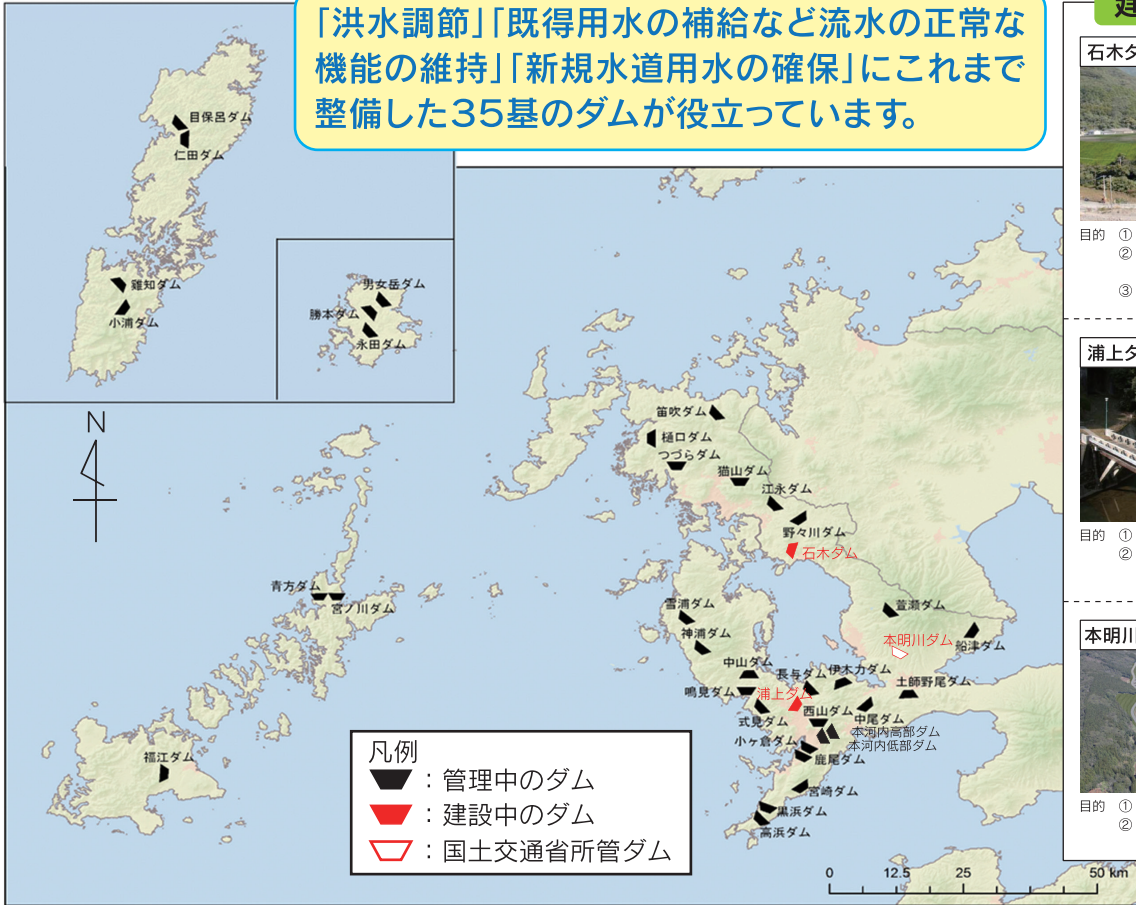 「洪水調節」「既得用水の補給など流水の正常な
機能の維持」「新規水道用水の確保」にこれまで
整備した35基のダムが役立っています。
目保呂ダム
仁田ダム
雞知ダム
小浦ダム
男女岳ダム
勝本ダム
永田ダム
N
笛吹ダム
樋口ダム
つづらダム
猫山ダム
江永ダム
野々川ダム
石木ダム
青方ダム
宮ノ川ダム
雪浦ダム
神浦ダム
萱瀬ダム
本明川ダム
船津ダム
中山ダム
長与ダム
伊木力ダム
土師野尾ダム
鳴見ダム
浦上ダム
式見ダム
西山ダム
中尾ダム
本河内高部ダム
本河内低部ダム
小ヶ倉ダム
鹿尾ダム
宮崎ダム
黒浜ダム
高浜ダム
福江ダム
凡例
：管理中のダム
：建設中のダム
：国土交通省所管ダム
0 12.5 25 50 km
建
石木ダ
目的 ①
②
③
浦上ダ
目的 ①
②
本明川
目的 ①
②